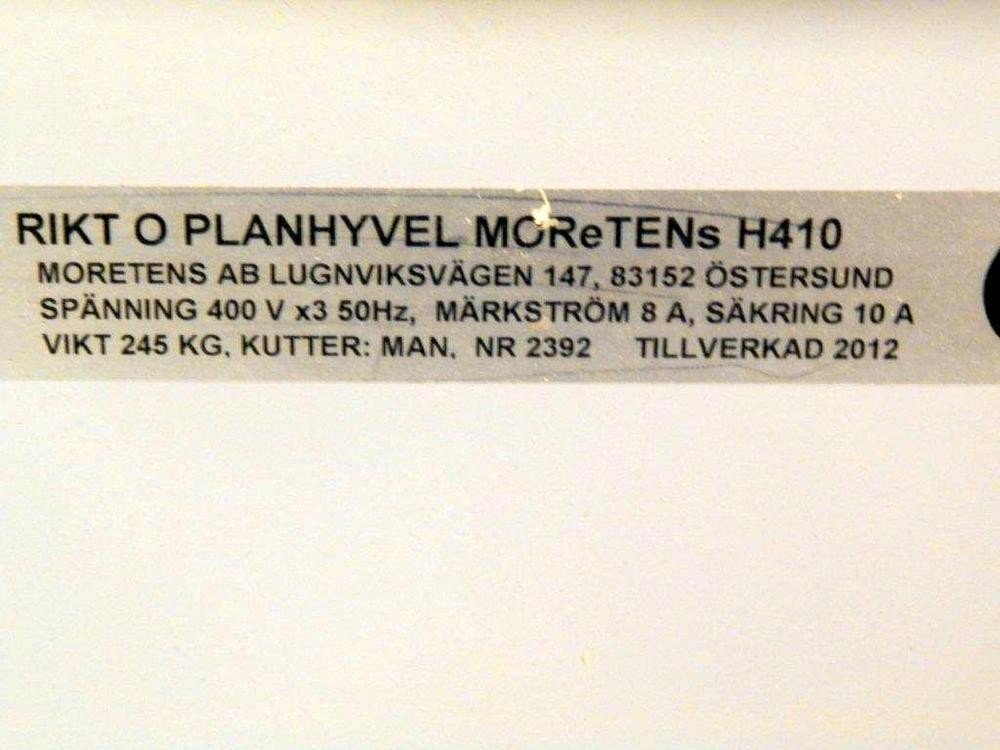 RIKT O PLANHYVEL MOReTENs H410
MORETENS AB LUGNVIKSVÄGEN 147, 83152 ÖSTERSUND
SPÄNNING 400 V x3 50Hz, MÄRKSTRÖM 8 A, SÄKRING 10 A
VIKT 245 KG, KUTTER: MAN. NR 2392 TILLVERKAD 2012